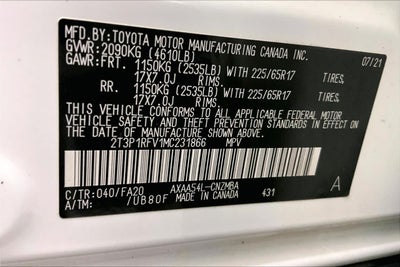 MFD.BY:TOYOTA MOTOR MANUFACTURING CANADA INC.
GVWR:2090KG (4610LB) 07/21
GAWR:FRT. 1150KG (2535LB) WITH 225/65R17 TIRES,
17X7.0J RIMS,
RR. 1150KG (2535LB) WITH 225/65R17 TIRES,
17X7.0J RIMS.
THIS VEHICLE CONFORMS TO ALL APPLICABLE FEDERAL MOTOR
VEHICLE SAFETY AND THEFT PREVENTION STANDARDS IN EFFECT
ON THE DATE OF MANUFACTURE SHOWN ABOVE.
2T3P1RFV1MC231866 MPV
C/TR:040/FA20 AXAA54L-CNZMBA 431 A
A/TM: /UB80F Made in CANADA